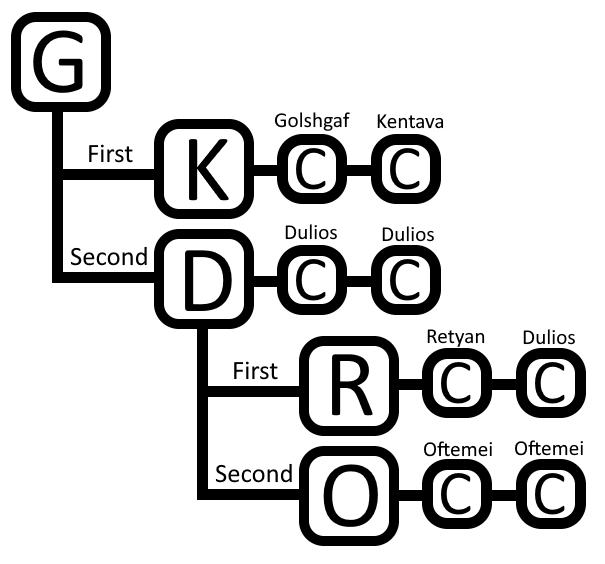 G
Golshgaf Kentava
First K C C
Dulios Dulios
Second D C C
Retyan Dulios
First R C C
Oftemei Oftemei
Second O C C